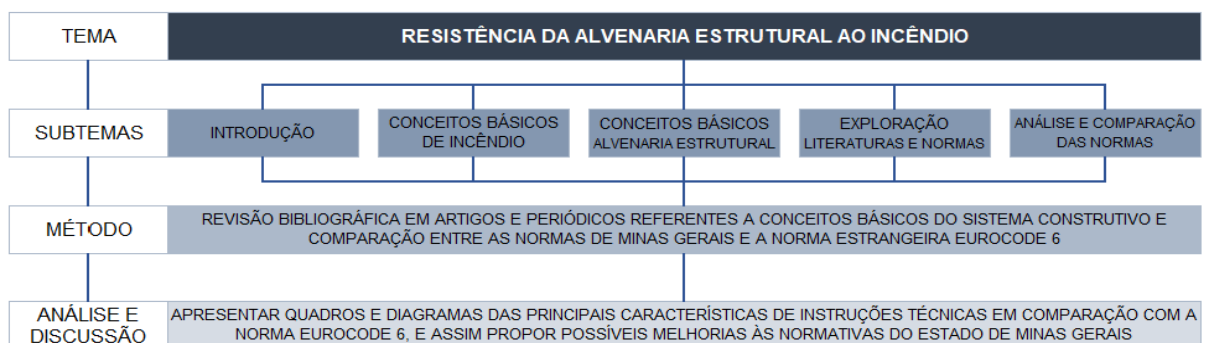 TEMA
RESISTÊNCIA DA ALVENARIA ESTRUTURAL AO INCÊNDIO
SUBTEMAS
INTRODUÇÃO
CONCEITOS BÁSICOS
DE INCÊNDIO
CONCEITOS BÁSICOS
ALVENARIA ESTRUTURAL
EXPLORAÇÃO
LITERATURAS E NORMAS
ANÁLISE E COMPARAÇÃO
DAS NORMAS
MÉTODO
REVISÃO BIBLIOGRÁFICA EM ARTIGOS E PERIÓDICOS REFERENTES A CONCEITOS BÁSICOS DO SISTEMA CONSTRUTIVO E
COMPARAÇÃO ENTRE AS NORMAS DE MINAS GERAIS E A NORMA ESTRANGEIRA EUROCODE 6
ANÁLISE E
DISCUSSÃO
APRESENTAR QUADROS E DIAGRAMAS DAS PRINCIPAIS CARACTERÍSTICAS DE INSTRUÇÕES TÉCNICAS EM COMPARAÇÃO COM A
NORMA EUROCODE 6, E ASSIM PROPOR POSSÍVEIS MELHORIAS ÀS NORMATIVAS DO ESTADO DE MINAS GERAIS